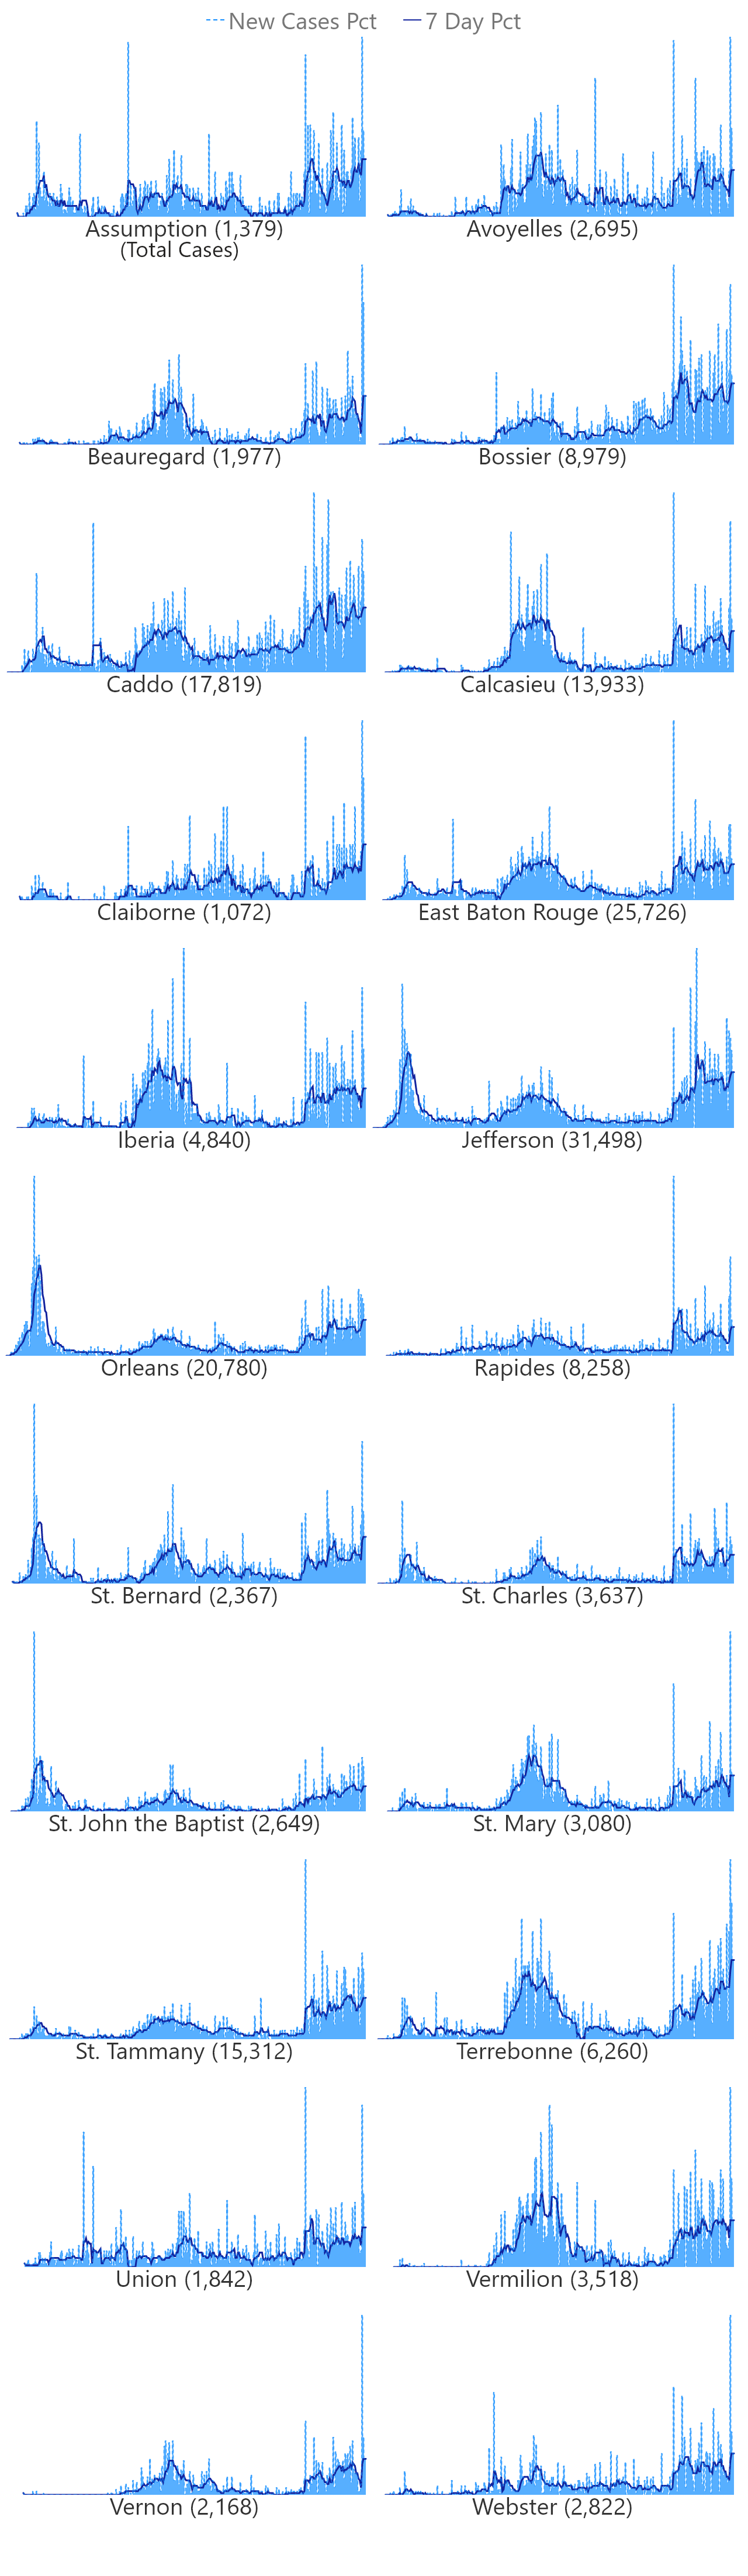 New Cases Pct 7 Day Pct
Assumption (1,379) Avoyelles (2,695)
(Total Cases)
Beauregard (1,977) Bossier (8,979)
Caddo (17,819) Calcasieu (13,933)
Claiborne (1,072) East Baton Rouge (25,726)
Iberia (4,840) Jefferson (31,498)
Orleans (20,780) Rapides (8,258)
St. Bernard (2,367) St. Charles (3,637)
St. John the Baptist (2,649) St. Mary (3,080)
St. Tammany (15,312) Terrebonne (6,260)
Union (1,842) Vermilion (3,518)
Vernon (2,168) Webster (2,822)